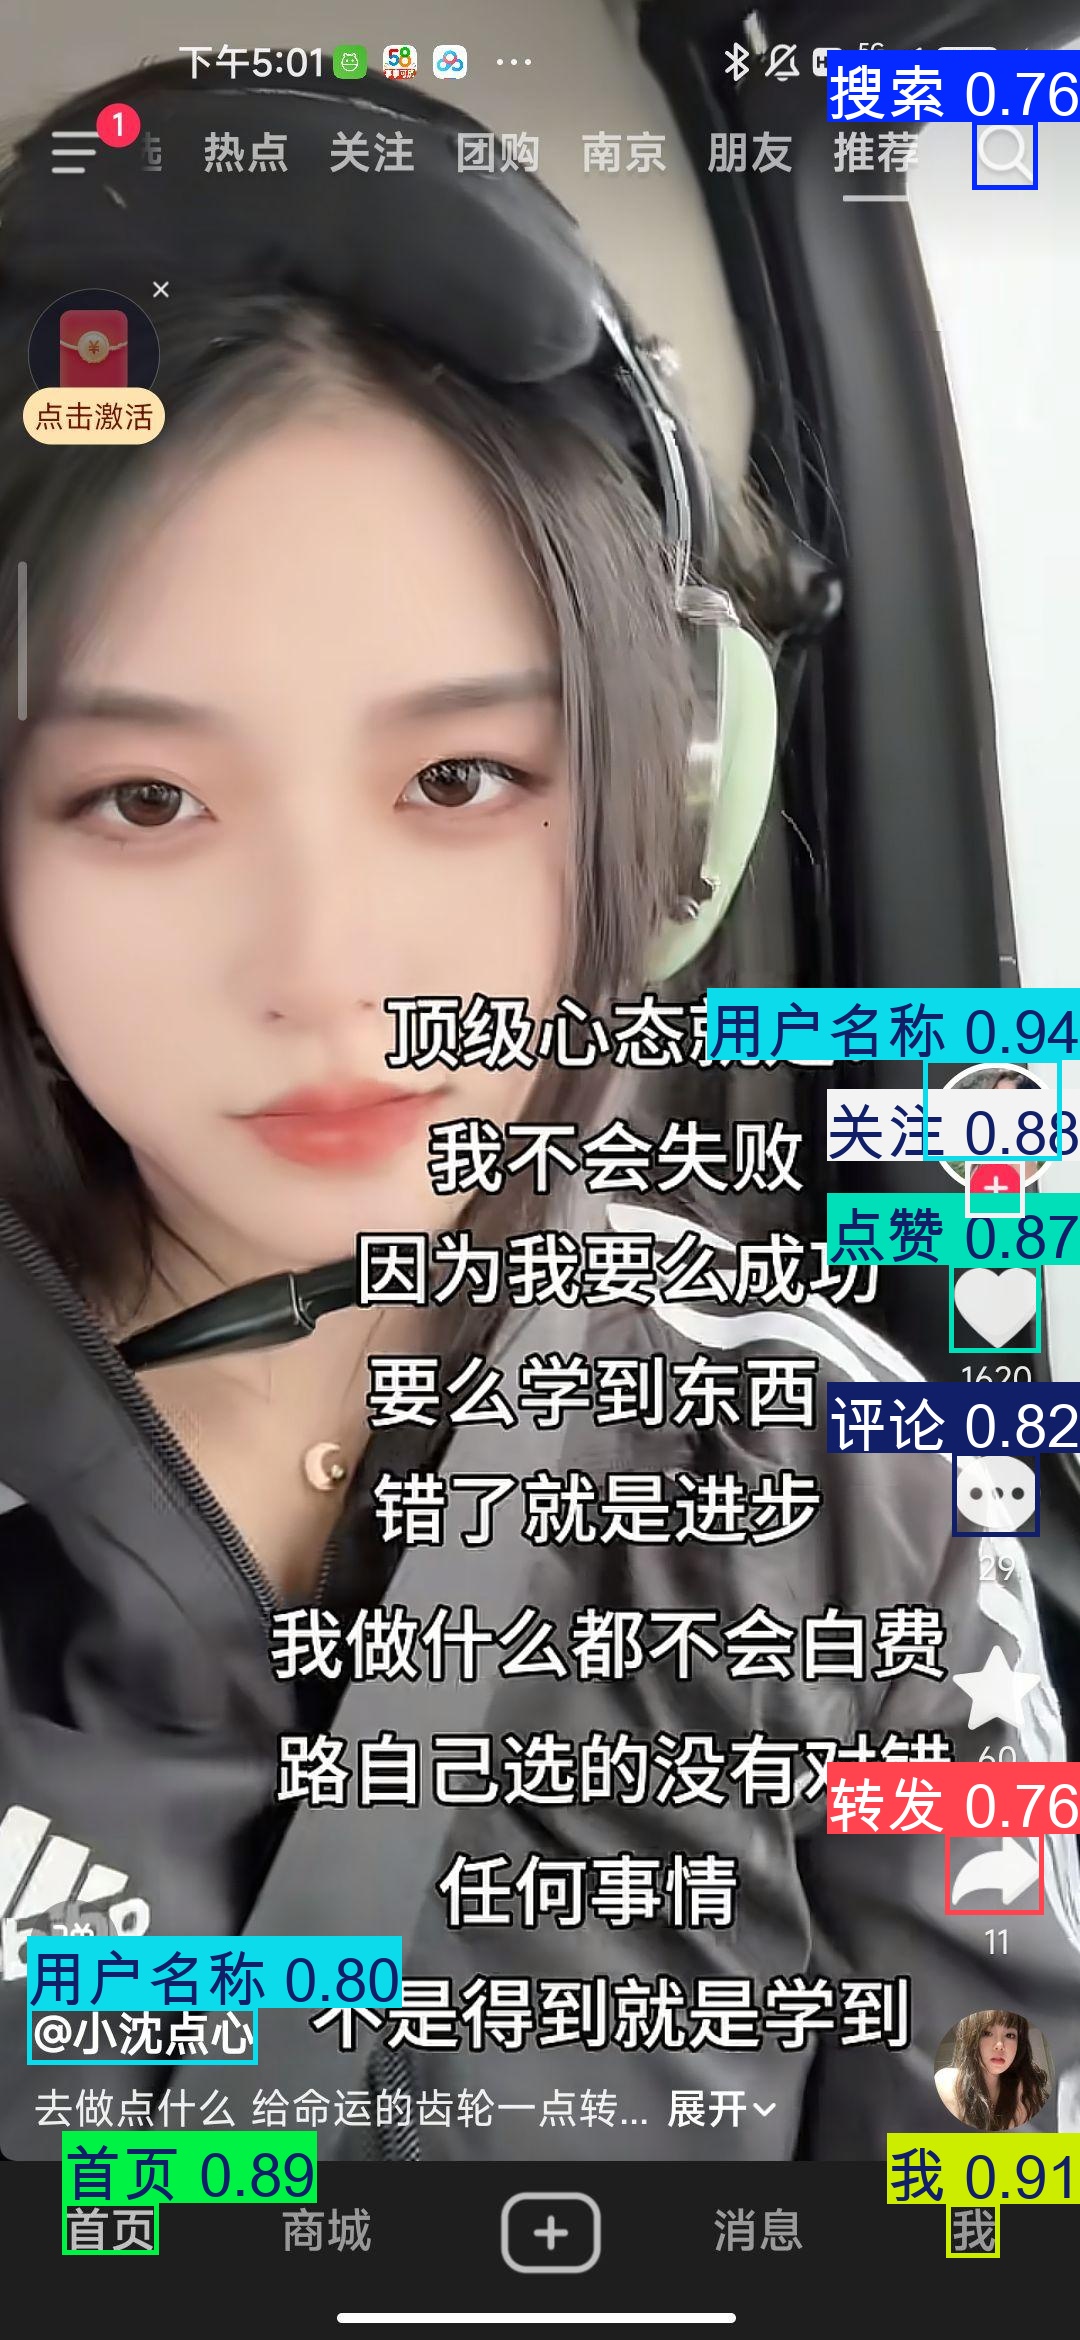 下午5:01
搜索 0.76
1
热点 关注 团购 南京 朋友 推荐
点击激活
用户名称 0.94
顶级心态
关注 0.88
我不会失败
点赞 0.87
因为我要么成功
1620
要么学到东西
评论 0.82
错了就是进步
29
我做什么都不会白费
60
路自己选的没有对错
转发 0.76
任何事情
11
用户名称 0.80
不是得到就是学到
@小沈点心
去做点什么 给命运的齿轮一点转... 展开
首页 0.89
我 0.91
首页 商城 消息 我